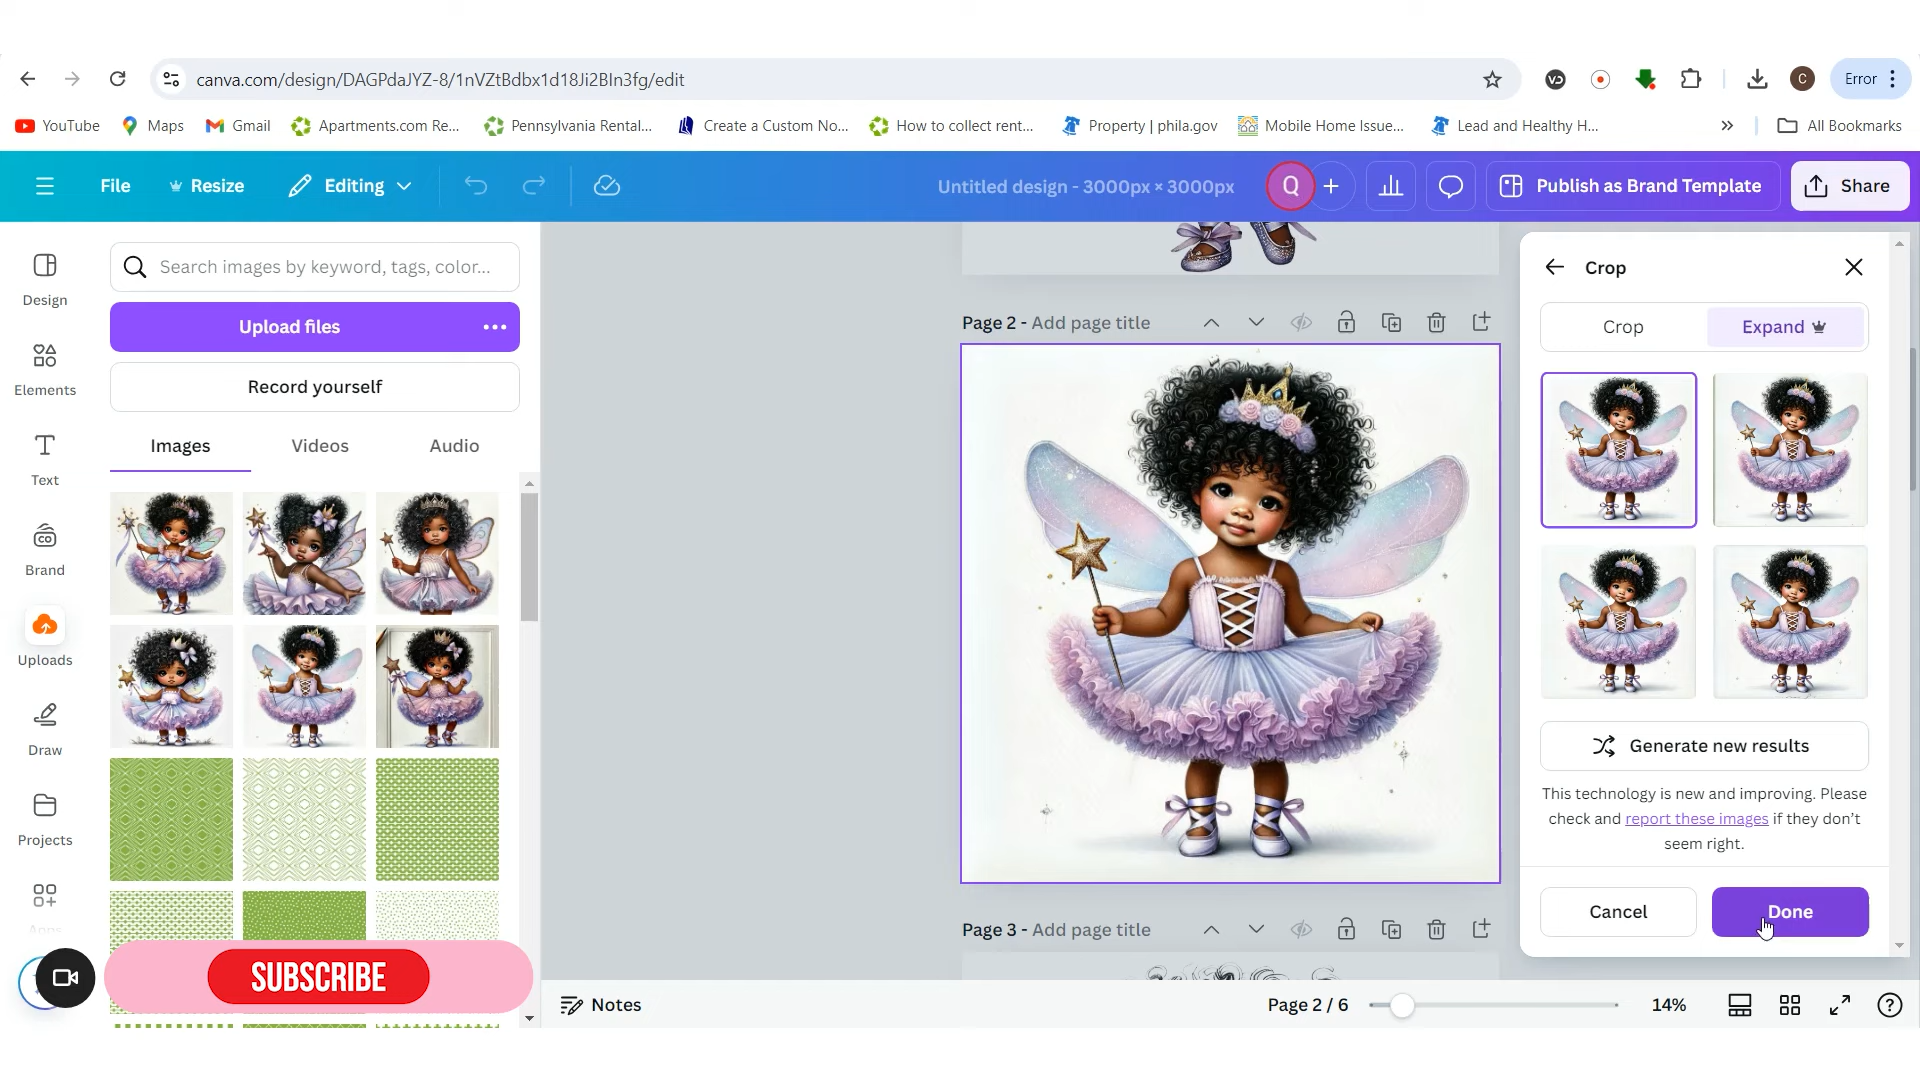 canva.com/design/DAGPdaJYZ-8/1nVZtBdbx1d18Ji2BIn3fg/edit
C
Error
YouTube
Maps
Gmail
Apartments.com Re...
Pennsylvania Rental...
Create a Custom No...
How to collect rent...
Property | phila.gov
Mobile Home Issue...
Lead and Healthy H...
All Bookmarks
File
Resize
Editing
Untitled design - 3000px × 3000px
Q
Publish as Brand Template
Share
Design
Elements
Text
Brand
Uploads
Draw
Projects
Apps
Search images by keyword, tags, color...
Upload files
Record yourself
Images
Videos
Audio
SUBSCRIBE
Page 2 - Add page title
Page 3 - Add page title
Crop
Crop
Expand
Generate new results
This technology is new and improving. Please
check and report these images if they don't
seem right.
Cancel
Done
Notes
Page 2 / 6
14%